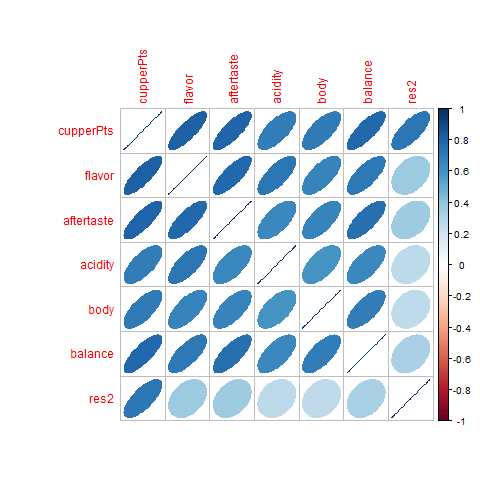 cupperPts
flavor
aftertaste
acidity
body
balance
res2
cupperPts
flavor
aftertaste
acidity
body
balance
res2
1
0.8
0.6
0.4
0.2
0
-0.2
-0.4
-0.6
-0.8
-1